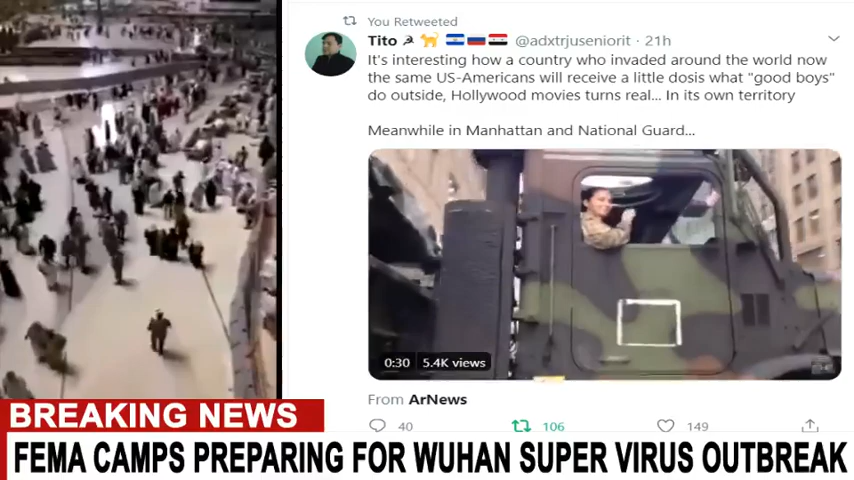 You Retweeted
Tito @adxtrjuseniorit · 21h
It's interesting how a country who invaded around the world now
the same US-Americans will receive a little dosis what "good boys"
do outside, Hollywood movies turns real... In its own territory
Meanwhile in Manhattan and National Guard...
0:30 5.4K views
From ArNews
40 106 149
BREAKING NEWS
FEMA CAMPS PREPARING FOR WUHAN SUPER VIRUS OUTBREAK